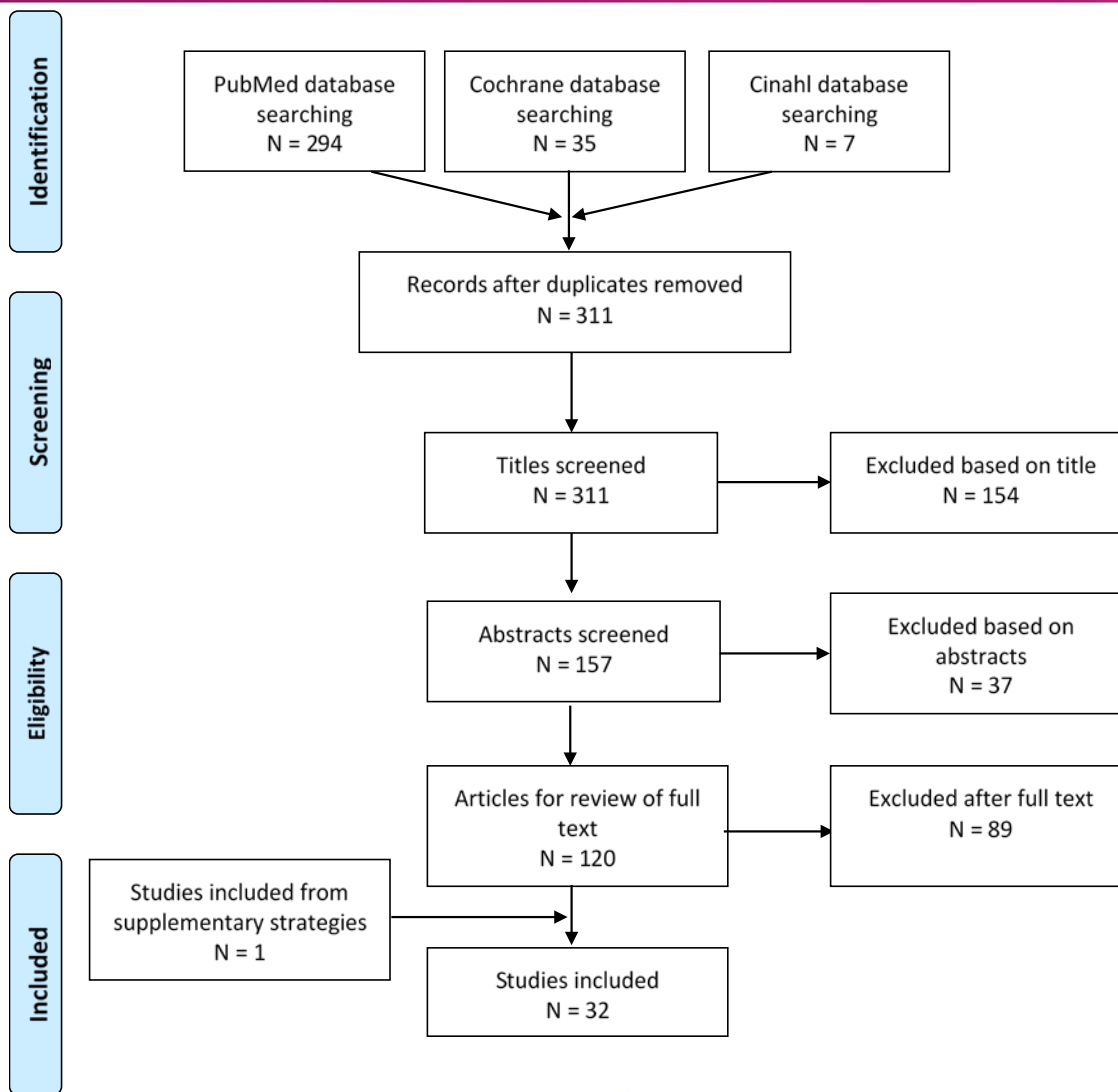 Identification
PubMed database
searching
N = 294
Cochrane database
searching
N = 35
Cinahl database
searching
N = 7
Records after duplicates removed
N = 311
Screening
Titles screened
N = 311
Excluded based on title
N = 154
Eligibility
Abstracts screened
N = 157
Excluded based on
abstracts
N = 37
Articles for review of full
text
N = 120
Excluded after full text
N = 89
Included
Studies included from
supplementary strategies
N = 1
Studies included
N = 32